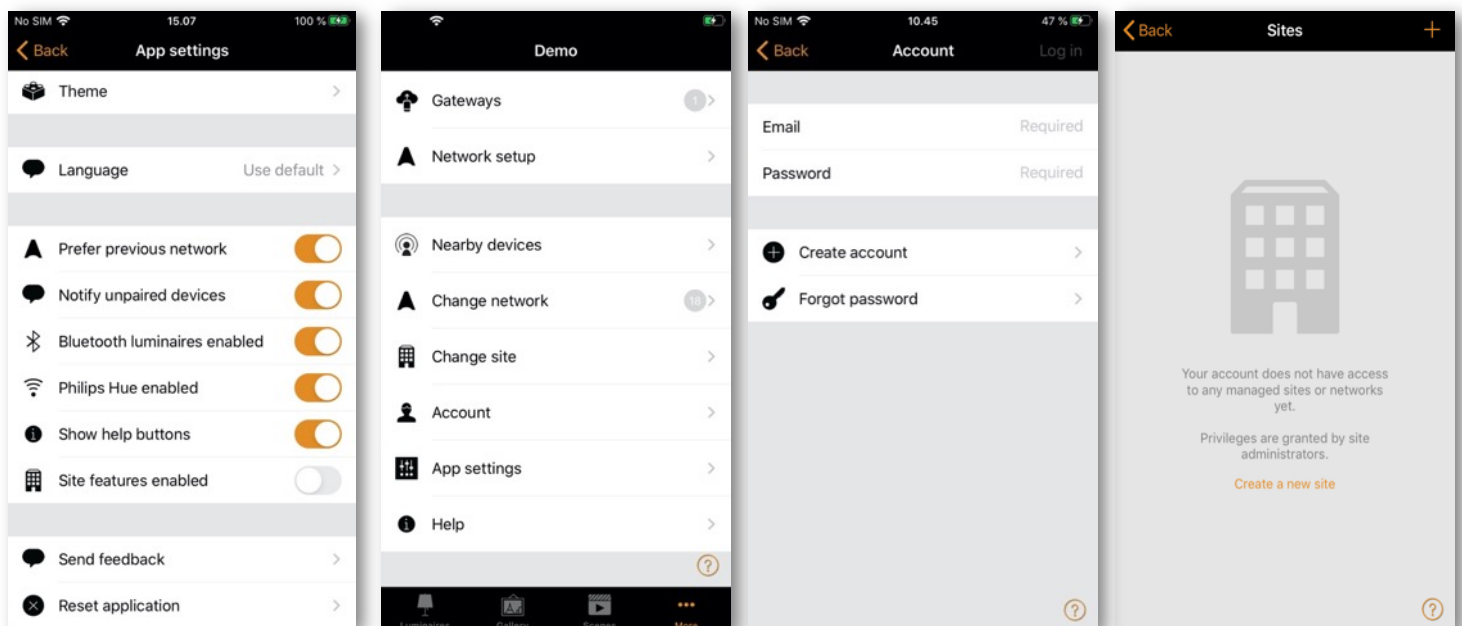 No SIM 15.07 100 %
Back App settings
Theme
Language Use default
Prefer previous network
Notify unpaired devices
Bluetooth luminaires enabled
Philips Hue enabled
Show help buttons
Site features enabled
Send feedback
Reset application
Demo
Gateways 1
Network setup
Nearby devices
Change network 18
Change site
Account
App settings
Help
?
Luminaires Gallery Scenes More
No SIM 10.45 47 %
Back Account Log in
Email Required
Password Required
Create account
Forgot password
?
Back Sites +
Your account does not have access
to any managed sites or networks
yet.
Privileges are granted by site
administrators.
Create a new site
?